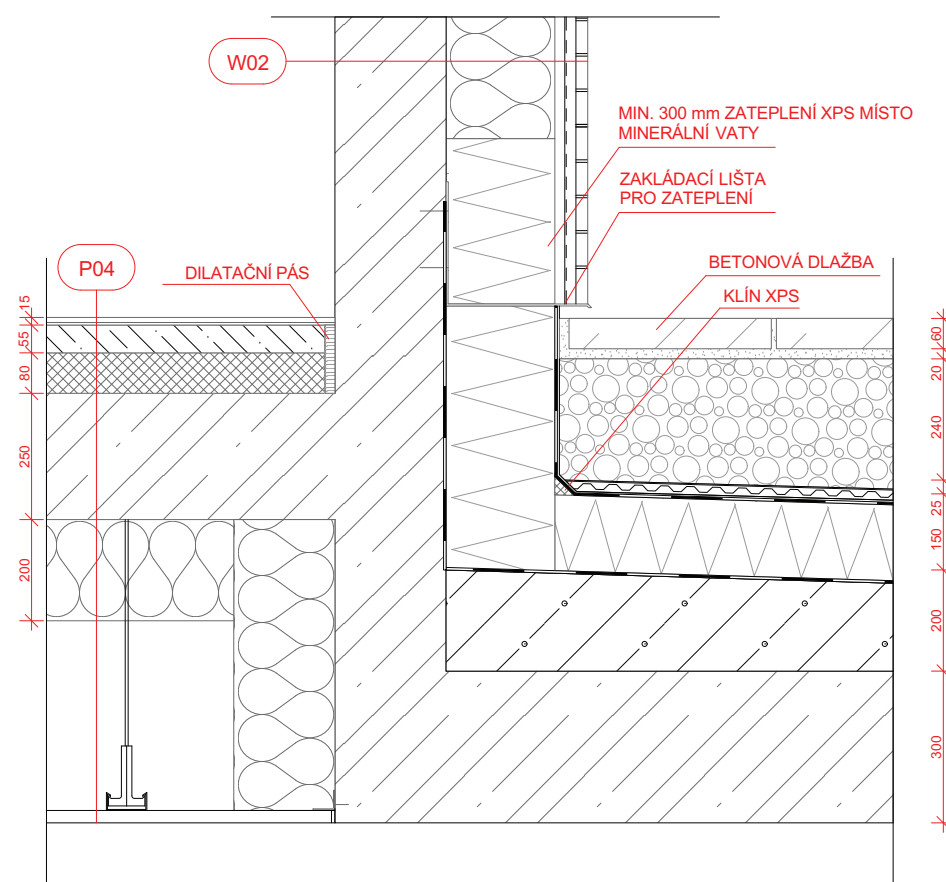 W02
MIN. 300 mm ZATEPLENÍ XPS MÍSTO
MINERÁLNÍ VATY
ZAKLÁDACÍ LIŠTA
PRO ZATEPLENÍ
P04
DILATAČNÍ PÁS
BETONOVÁ DLAŽBA
KLÍN XPS
15
55
80
250
200
60
20
240
25
150
200
300